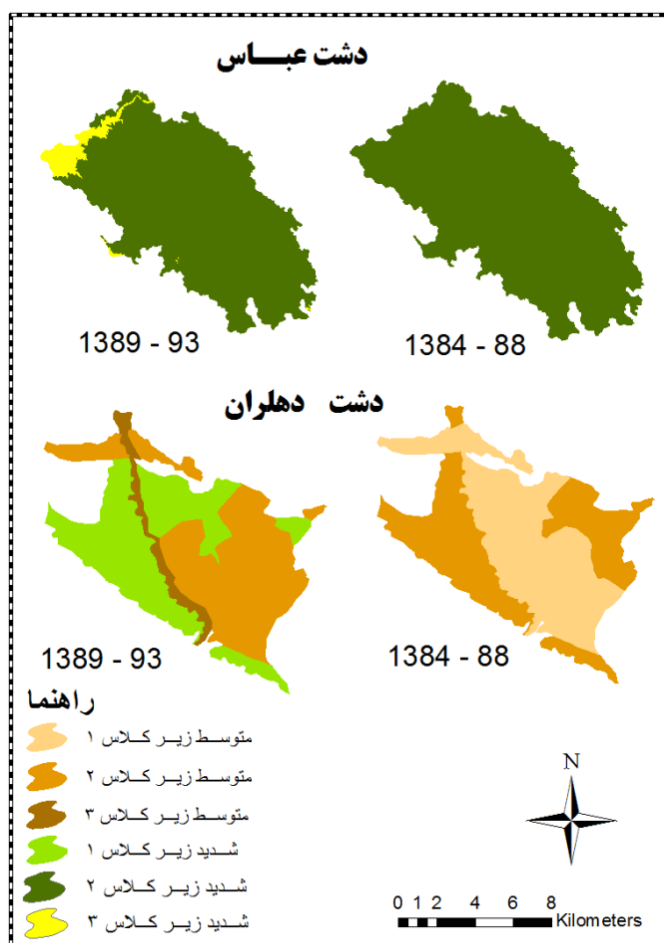 دشت عبـــاس
1389 - 93
1384 - 88
دشت دهلران
1389 - 93
1384 - 88
راهنما
متوسط زیر کلاس ۱
متوسط زیر کلاس ۲
متوسط زیر کلاس ۳
شدید زیر کلاس ۱
شدید زیر کلاس ۲
شدید زیر کلاس ۳
N
0 1 2 4 6 8
Kilometers